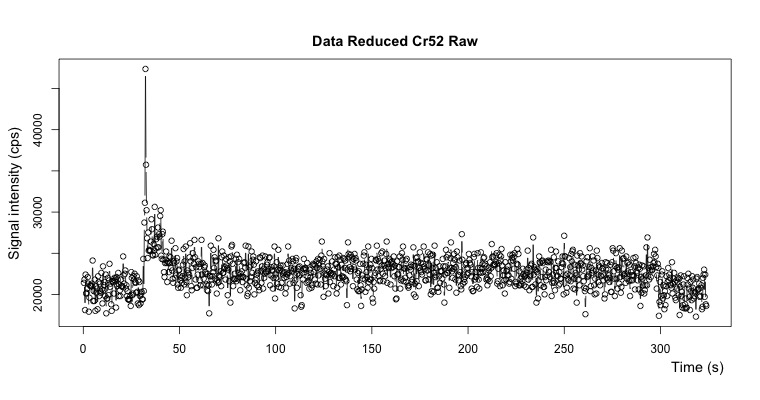 Data Reduced Cr52 Raw
Signal intensity (cps)
40000
30000
20000
0 50 100 150 200 250 300
Time (s)